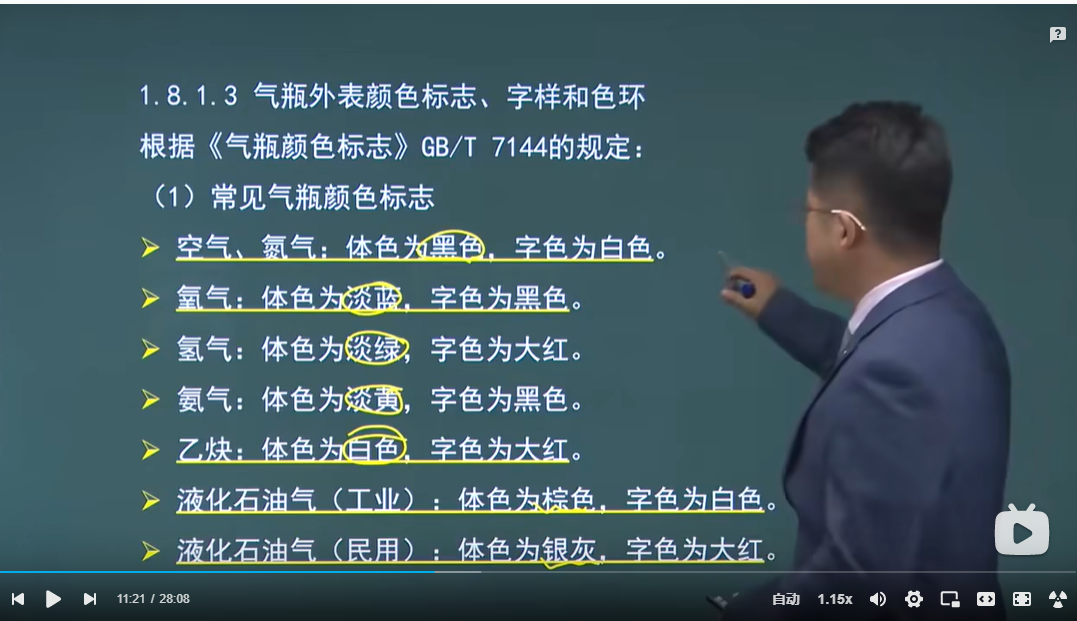 1.8.1.3 气瓶外表颜色标志、字样和色环
根据《气瓶颜色标志》GB/T 7144的规定：
（1）常见气瓶颜色标志
空气、氮气：体色为黑色，字色为白色。
氧气：体色为淡蓝，字色为黑色。
氢气：体色为淡绿，字色为大红。
氨气：体色为淡黄，字色为黑色。
乙炔：体色为白色，字色为大红。
液化石油气（工业）：体色为棕色，字色为白色。
液化石油气（民用）：体色为银灰，字色为大红。
11:21 / 28:08
自动
1.15x